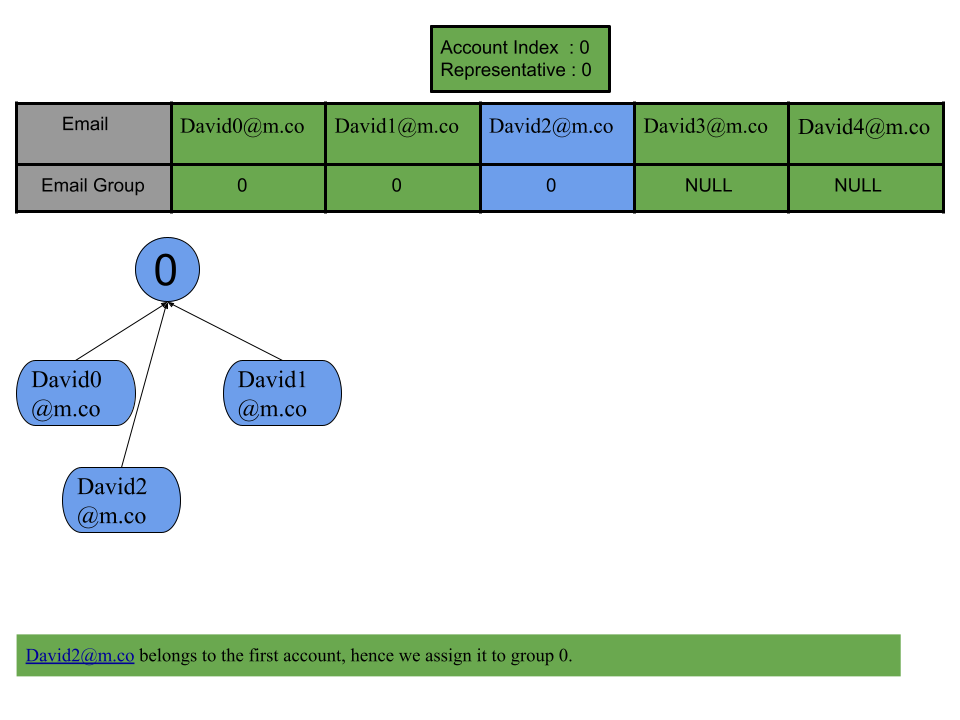 Account Index : 0
Representative : 0
Email David0@m.co David1@m.co David2@m.co David3@m.co David4@m.co
Email Group 0 0 0 NULL NULL
0
David0
@m.co
David1
@m.co
David2
@m.co
David2@m.co belongs to the first account, hence we assign it to group 0.